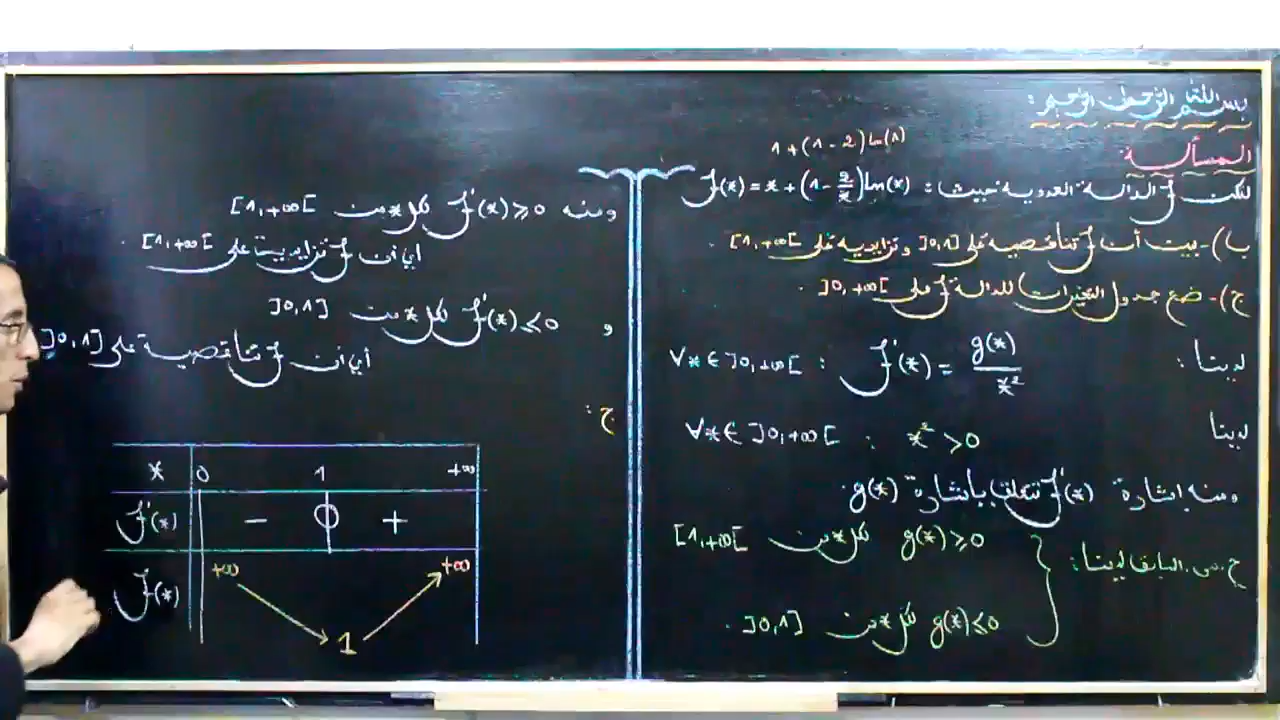 بسم الله الرحمن الرحيم :
المسألة :
1 + (1 - 2) ln(1)
لتكن f الدالة العددية حيث : f(x) = x + (1 - 2/x) ln(x)
ب) - بين أن f تناقصية على ]0,1] و تزايدية على [1,+∞[ .
ج) - ضع جدول التغيرات للدالة f على ]0,+∞[ .
لدينا : ∀x ∈ ]0,+∞[ : f'(x) = g(x)/x²
لدينا ∀x ∈ ]0,+∞[ : x² > 0
ومنه إشارة f'(x) تتعلق بإشارة g(x) .
ح.س. السابق لدينا :
g(x) ≥ 0 لكل x من [1,+∞[
g(x) ≤ 0 لكل x من ]0,1] .
ومنه f'(x) ≥ 0 لكل x من [1,+∞[
أي أن f تزايدية على [1,+∞[ .
و f'(x) ≤ 0 لكل x من ]0,1]
أي أن f تناقصية على ]0,1]
ج :
x 0 1 +∞
f'(x) - 0 +
f(x) +∞ 1 +∞